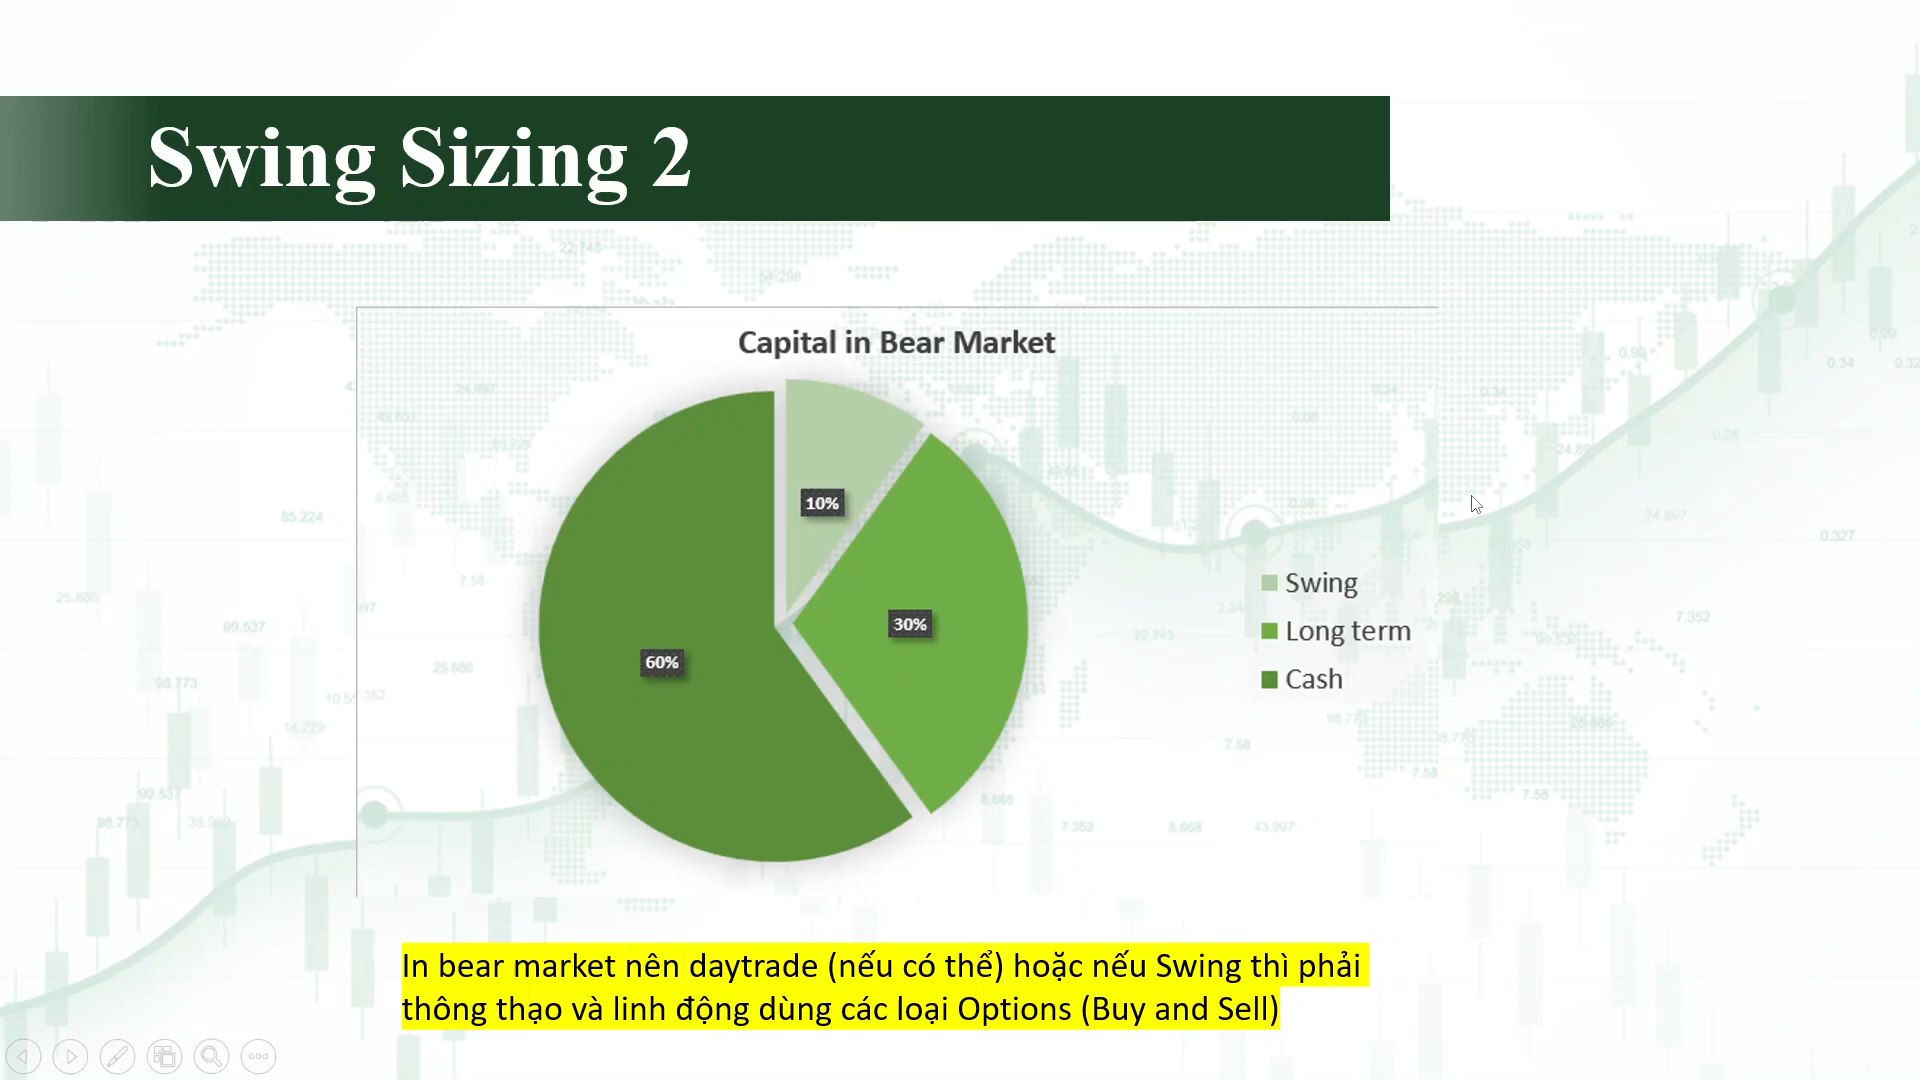 Swing Sizing 2
Capital in Bear Market
10%
30%
60%
Swing
Long term
Cash
In bear market nên daytrade (nếu có thể) hoặc nếu Swing thì phải
thông thạo và linh động dùng các loại Options (Buy and Sell)